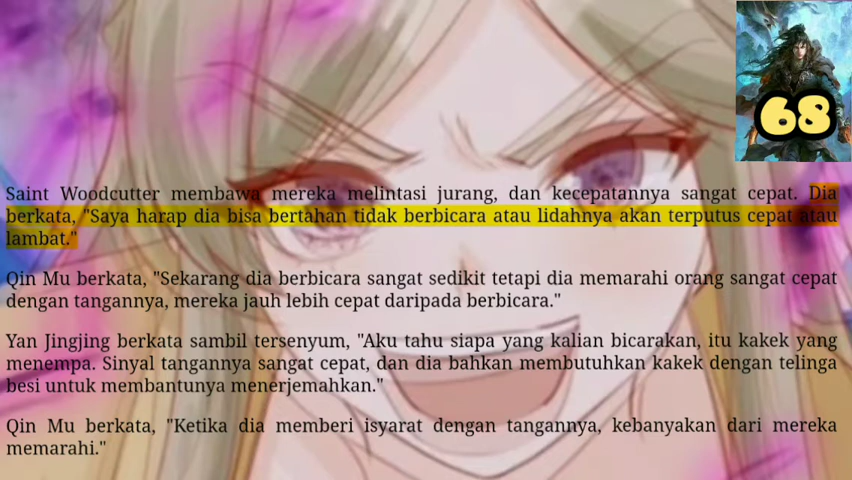 68
Saint Woodcutter membawa mereka melintasi jurang, dan kecepatannya sangat cepat. Dia
berkata, "Saya harap dia bisa bertahan tidak berbicara atau lidahnya akan terputus cepat atau
lambat."
Qin Mu berkata, "Sekarang dia berbicara sangat sedikit tetapi dia memarahi orang sangat cepat
dengan tangannya, mereka jauh lebih cepat daripada berbicara."
Yan Jingjing berkata sambil tersenyum, "Aku tahu siapa yang kalian bicarakan, itu kakek yang
menempa. Sinyal tangannya sangat cepat, dan dia bahkan membutuhkan kakek dengan telinga
besi untuk membantunya menerjemahkan."
Qin Mu berkata, "Ketika dia memberi isyarat dengan tangannya, kebanyakan dari mereka
memarahi."